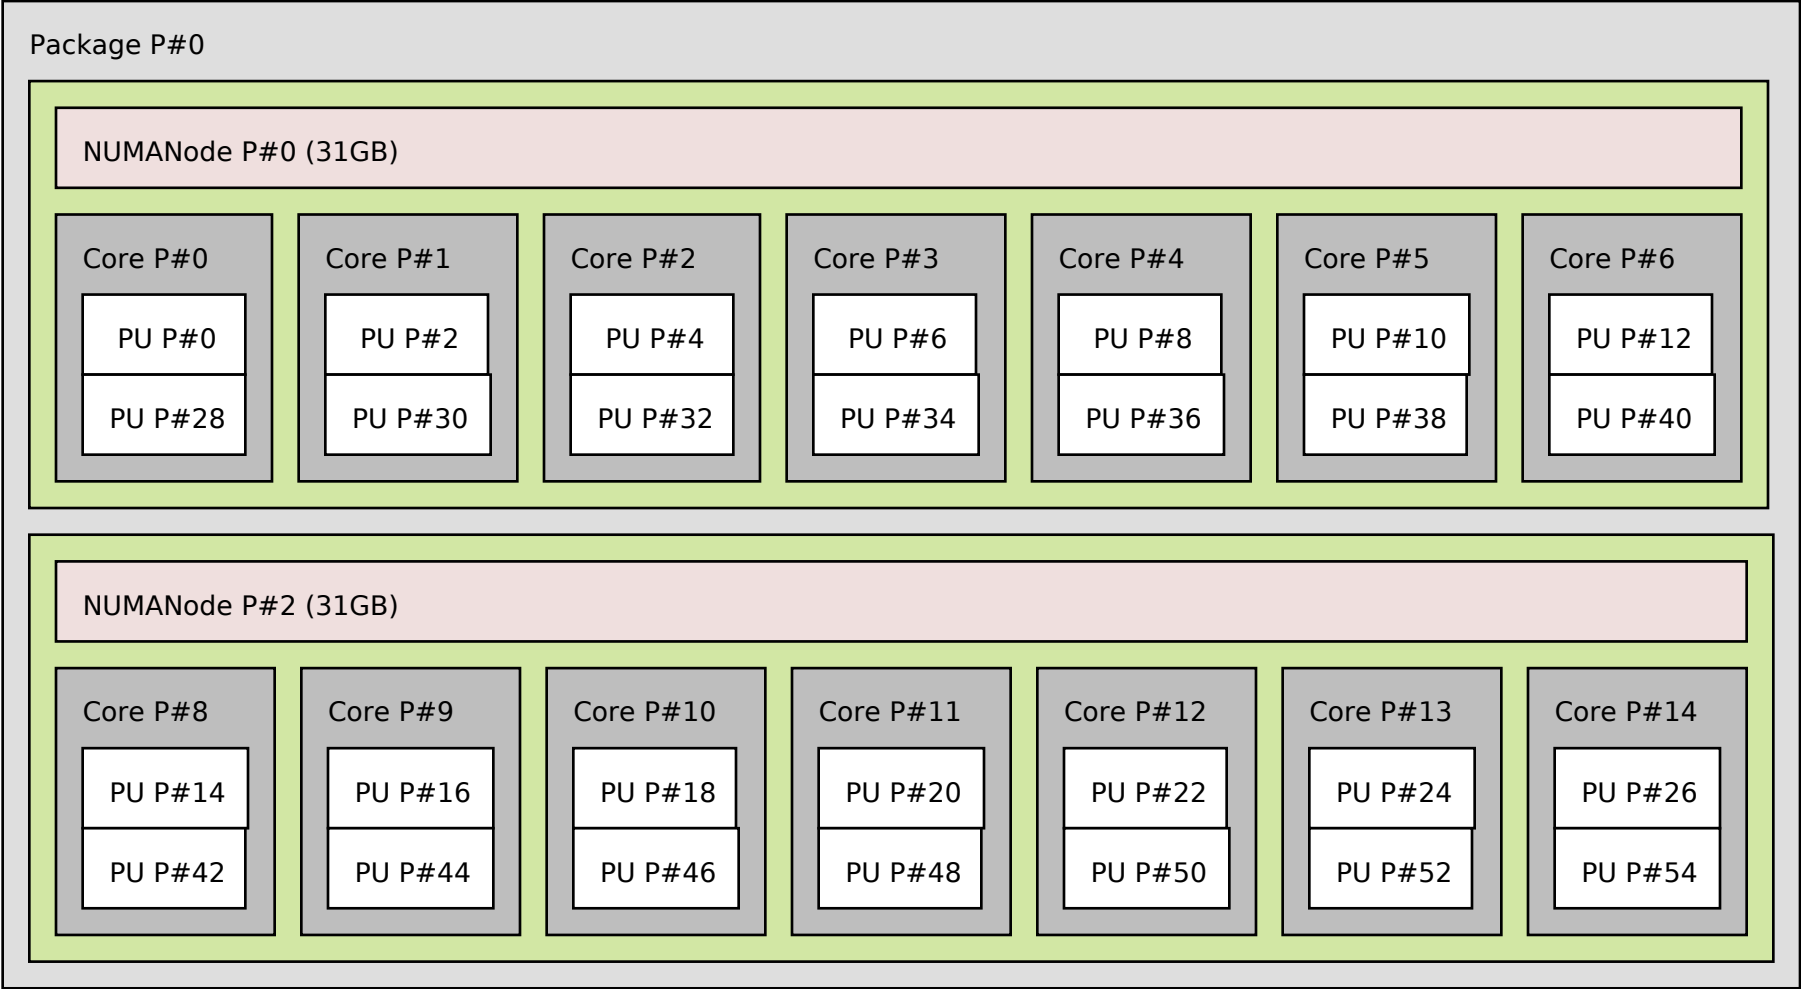 Package P#0
NUMANode P#0 (31GB)
Core P#0 Core P#1 Core P#2 Core P#3 Core P#4 Core P#5 Core P#6
PU P#0 PU P#2 PU P#4 PU P#6 PU P#8 PU P#10 PU P#12
PU P#28 PU P#30 PU P#32 PU P#34 PU P#36 PU P#38 PU P#40
NUMANode P#2 (31GB)
Core P#8 Core P#9 Core P#10 Core P#11 Core P#12 Core P#13 Core P#14
PU P#14 PU P#16 PU P#18 PU P#20 PU P#22 PU P#24 PU P#26
PU P#42 PU P#44 PU P#46 PU P#48 PU P#50 PU P#52 PU P#54